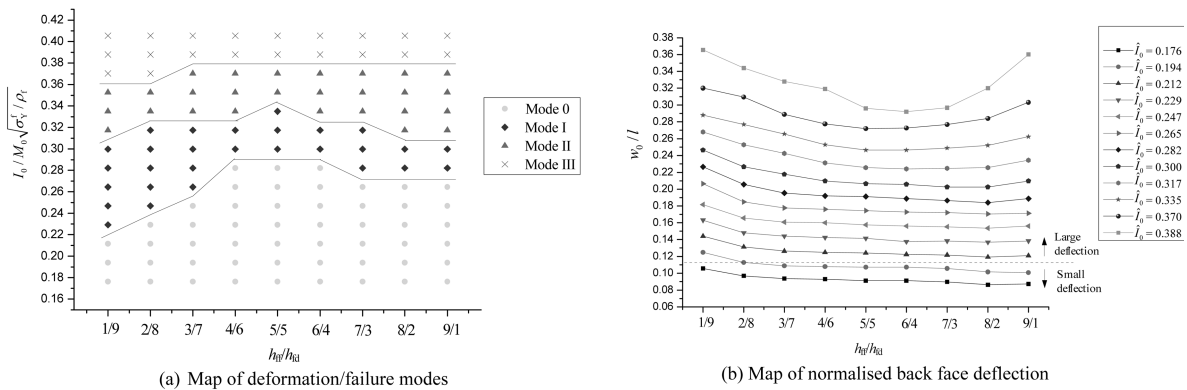 0.42
0.40
0.38
0.36
0.34
0.32
0.30
0.28
0.26
0.24
0.22
0.20
0.18
0.16
I₀ / M₀√σ_Y^f / ρ_f
1/9 2/8 3/7 4/6 5/5 6/4 7/3 8/2 9/1
h_ff/h_fd
Mode 0
Mode I
Mode II
Mode III
(a) Map of deformation/failure modes
0.38
0.36
0.34
0.32
0.30
0.28
0.26
0.24
0.22
0.20
0.18
0.16
0.14
0.12
0.10
0.08
0.06
w₀ / l
Large
deflection
Small
deflection
1/9 2/8 3/7 4/6 5/5 6/4 7/3 8/2 9/1
h_ff/h_fd
Î₀ = 0.176
Î₀ = 0.194
Î₀ = 0.212
Î₀ = 0.229
Î₀ = 0.247
Î₀ = 0.265
Î₀ = 0.282
Î₀ = 0.300
Î₀ = 0.317
Î₀ = 0.335
Î₀ = 0.370
Î₀ = 0.388
(b) Map of normalised back face deflection